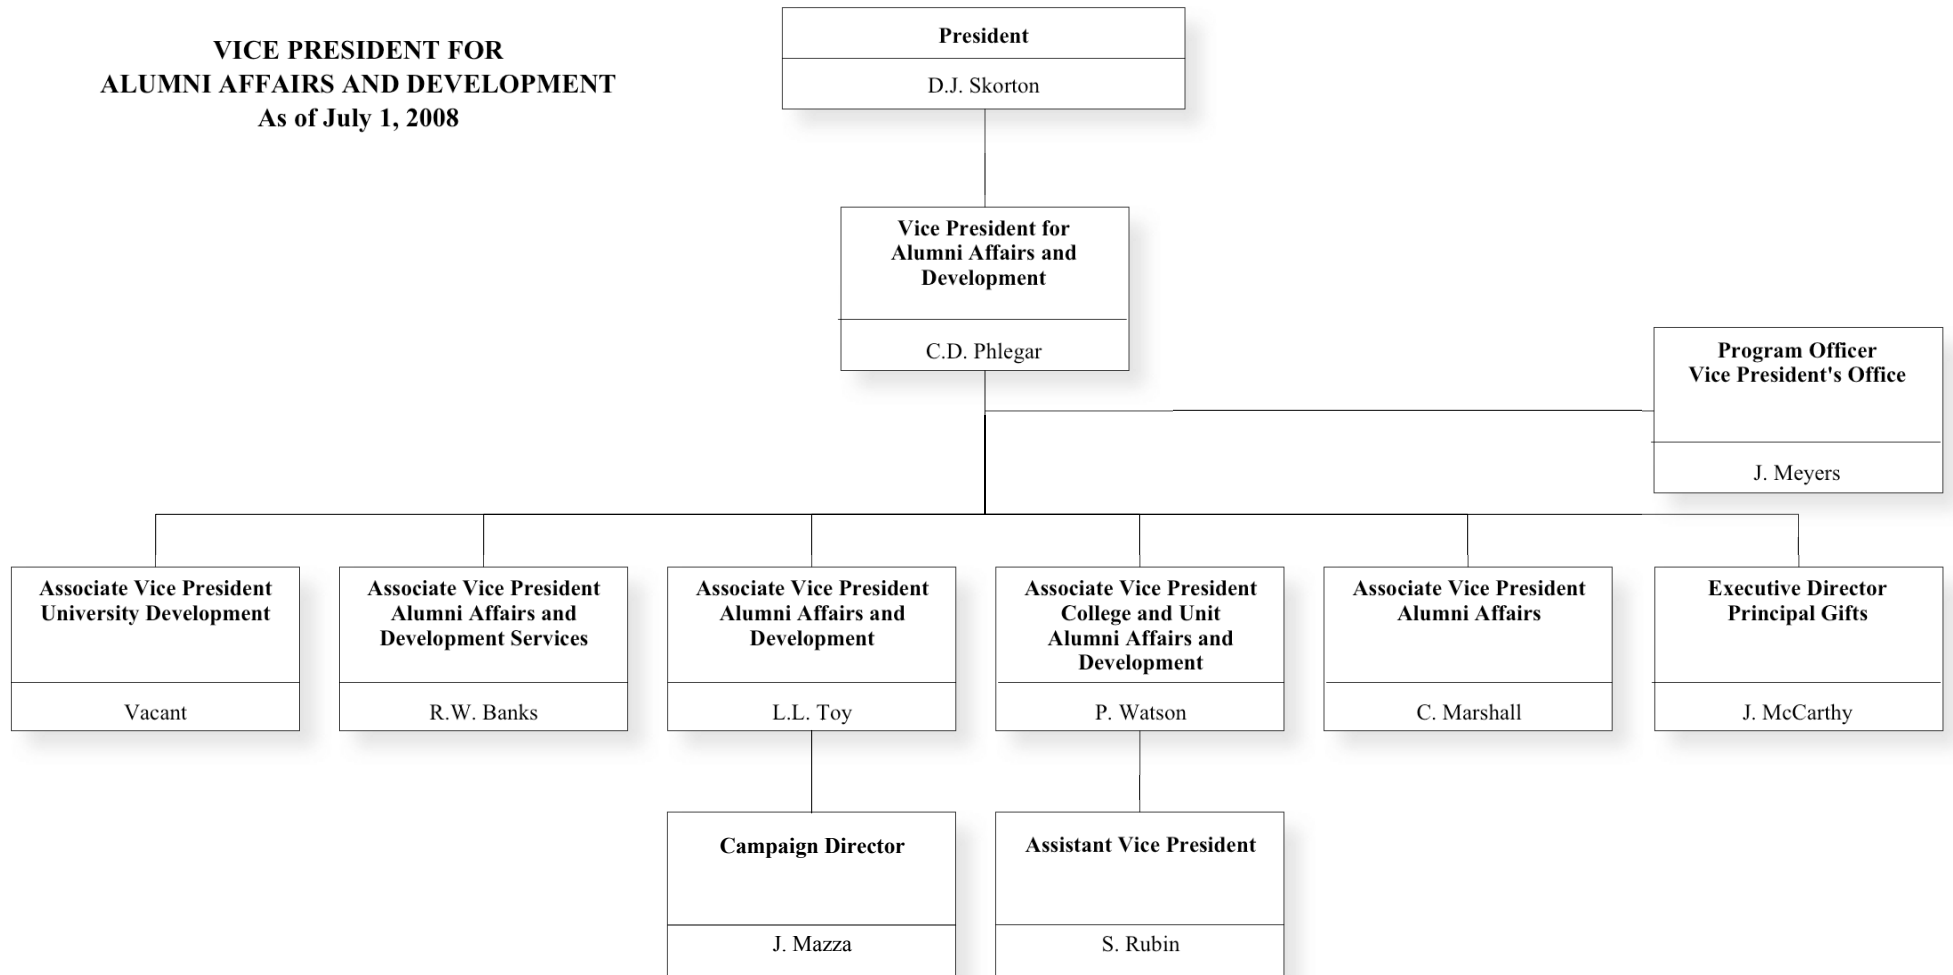 VICE PRESIDENT FOR
ALUMNI AFFAIRS AND DEVELOPMENT
As of July 1, 2008
President
D.J. Skorton
Vice President for
Alumni Affairs and
Development
C.D. Phlegar
Program Officer
Vice President's Office
J. Meyers
Associate Vice President
University Development
Vacant
Associate Vice President
Alumni Affairs and
Development Services
R.W. Banks
Associate Vice President
Alumni Affairs and
Development
L.L. Toy
Associate Vice President
College and Unit
Alumni Affairs and
Development
P. Watson
Associate Vice President
Alumni Affairs
C. Marshall
Executive Director
Principal Gifts
J. McCarthy
Campaign Director
J. Mazza
Assistant Vice President
S. Rubin